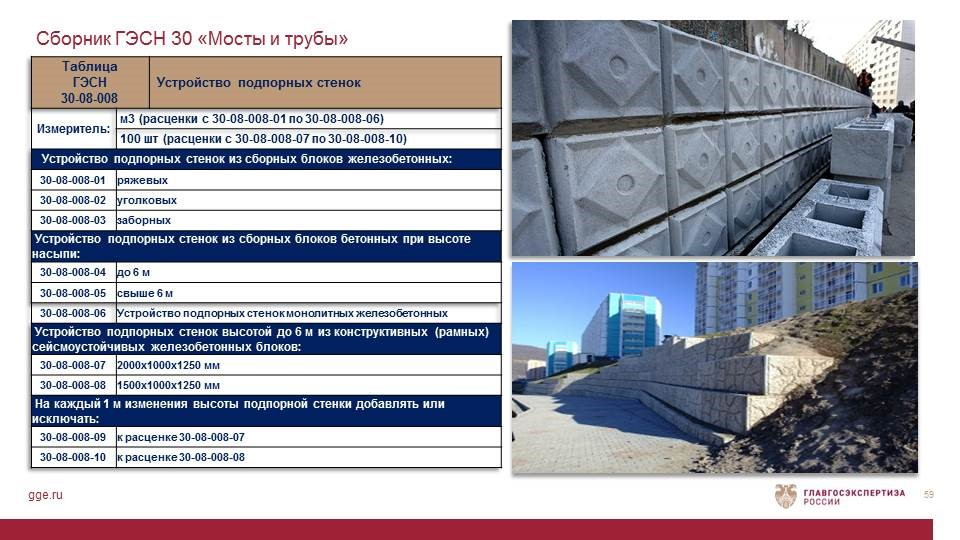 Сборник ГЭСН 30 «Мосты и трубы»
Таблица
ГЭСН
30-08-008
Устройство подпорных стенок
Измеритель:
м3 (расценки с 30-08-008-01 по 30-08-008-06)
100 шт (расценки с 30-08-008-07 по 30-08-008-10)
Устройство подпорных стенок из сборных блоков железобетонных:
30-08-008-01 ряжевых
30-08-008-02 уголковых
30-08-008-03 заборных
Устройство подпорных стенок из сборных блоков бетонных при высоте
насыпи:
30-08-008-04 до 6 м
30-08-008-05 свыше 6 м
30-08-008-06 Устройство подпорных стенок монолитных железобетонных
Устройство подпорных стенок высотой до 6 м из конструктивных (рамных)
сейсмоустойчивых железобетонных блоков:
30-08-008-07 2000х1000х1250 мм
30-08-008-08 1500х1000х1250 мм
На каждый 1 м изменения высоты подпорной стенки добавлять или
исключать:
30-08-008-09 к расценке 30-08-008-07
30-08-008-10 к расценке 30-08-008-08
gge.ru
ГЛАВГОСЭКСПЕРТИЗА
РОССИИ
59